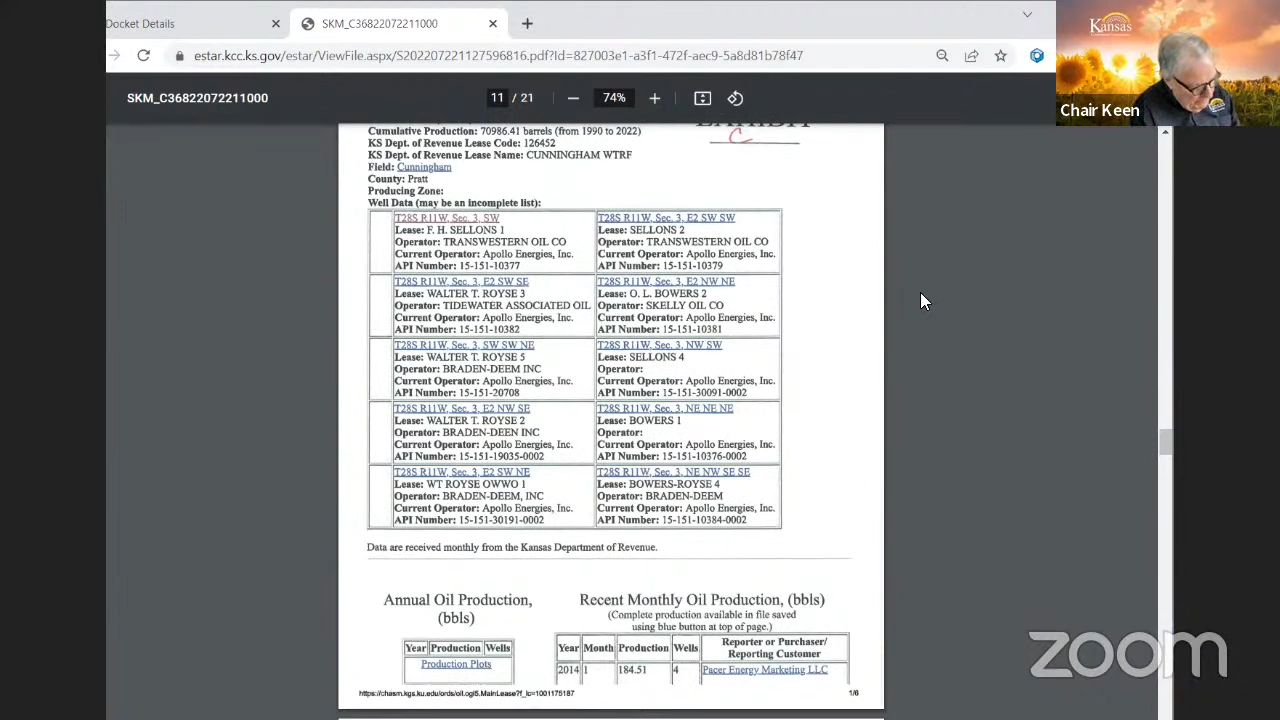 Docket Details
SKM_C36822072211000
estar.kcc.ks.gov/estar/ViewFile.aspx/S202207221127596816.pdf?Id=827003e1-a3f1-472f-aec9-5a8d81b78f47
Kansas
Chair Keen
SKM_C36822072211000
11 / 21
74%
Cumulative Production: 70986.41 barrels (from 1990 to 2022)
C
KS Dept. of Revenue Lease Code: 126452
KS Dept. of Revenue Lease Name: CUNNINGHAM WTRF
Field: Cunningham
County: Pratt
Producing Zone:
Well Data (may be an incomplete list):
T28S R11W, Sec. 3, SW
Lease: F. H. SELLONS 1
Operator: TRANSWESTERN OIL CO
Current Operator: Apollo Energies, Inc.
API Number: 15-151-10377
T28S R11W, Sec. 3, E2 SW SW
Lease: SELLONS 2
Operator: TRANSWESTERN OIL CO
Current Operator: Apollo Energies, Inc.
API Number: 15-151-10379
T28S R11W, Sec. 3, E2 SW SE
Lease: WALTER T. ROYSE 3
Operator: TIDEWATER ASSOCIATED OIL
Current Operator: Apollo Energies, Inc.
API Number: 15-151-10382
T28S R11W, Sec. 3, E2 NW NE
Lease: O. L. BOWERS 2
Operator: SKELLY OIL CO
Current Operator: Apollo Energies, Inc.
API Number: 15-151-10381
T28S R11W, Sec. 3, SW SW NE
Lease: WALTER T. ROYSE 5
Operator: BRADEN-DEEM INC
Current Operator: Apollo Energies, Inc.
API Number: 15-151-20708
T28S R11W, Sec. 3, NW SW
Lease: SELLONS 4
Operator:
Current Operator: Apollo Energies, Inc.
API Number: 15-151-30091-0002
T28S R11W, Sec. 3, E2 NW SE
Lease: WALTER T. ROYSE 2
Operator: BRADEN-DEEN INC
Current Operator: Apollo Energies, Inc.
API Number: 15-151-19035-0002
T28S R11W, Sec. 3, NE NE NE
Lease: BOWERS 1
Operator:
Current Operator: Apollo Energies, Inc.
API Number: 15-151-10376-0002
T28S R11W, Sec. 3, E2 SW NE
Lease: WT ROYSE OWWO 1
Operator: BRADEN-DEEM, INC
Current Operator: Apollo Energies, Inc.
API Number: 15-151-30191-0002
T28S R11W, Sec. 3, NE NW SE SE
Lease: BOWERS-ROYSE 4
Operator: BRADEN-DEEM
Current Operator: Apollo Energies, Inc.
API Number: 15-151-10384-0002
Data are received monthly from the Kansas Department of Revenue.
Annual Oil Production,
(bbls)
Year Production Wells
Production Plots
Recent Monthly Oil Production, (bbls)
(Complete production available in file saved
using blue button at top of page.)
Year Month Production Wells Reporter or Purchaser/
Reporting Customer
2014 1 184.51 4 Pacer Energy Marketing LLC
https://chasm.kgs.ku.edu/ords/oil.ogl5.MainLease?f_lc=1001175187
1/6
zoom